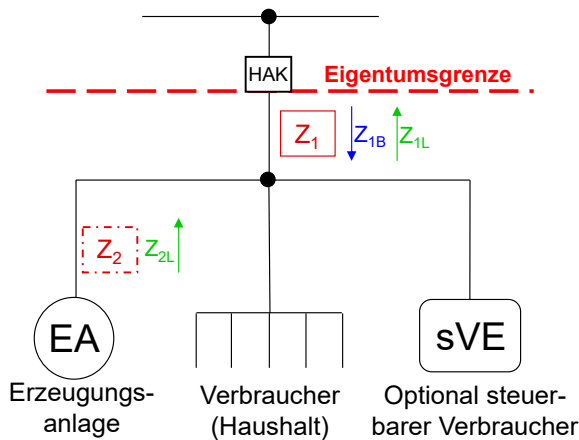 HAK
Eigentumsgrenze
Z1 Z1B Z1L
Z2 Z2L
EA
sVE
Erzeugungs-
anlage
Verbraucher
(Haushalt)
Optional steuer-
barer Verbraucher